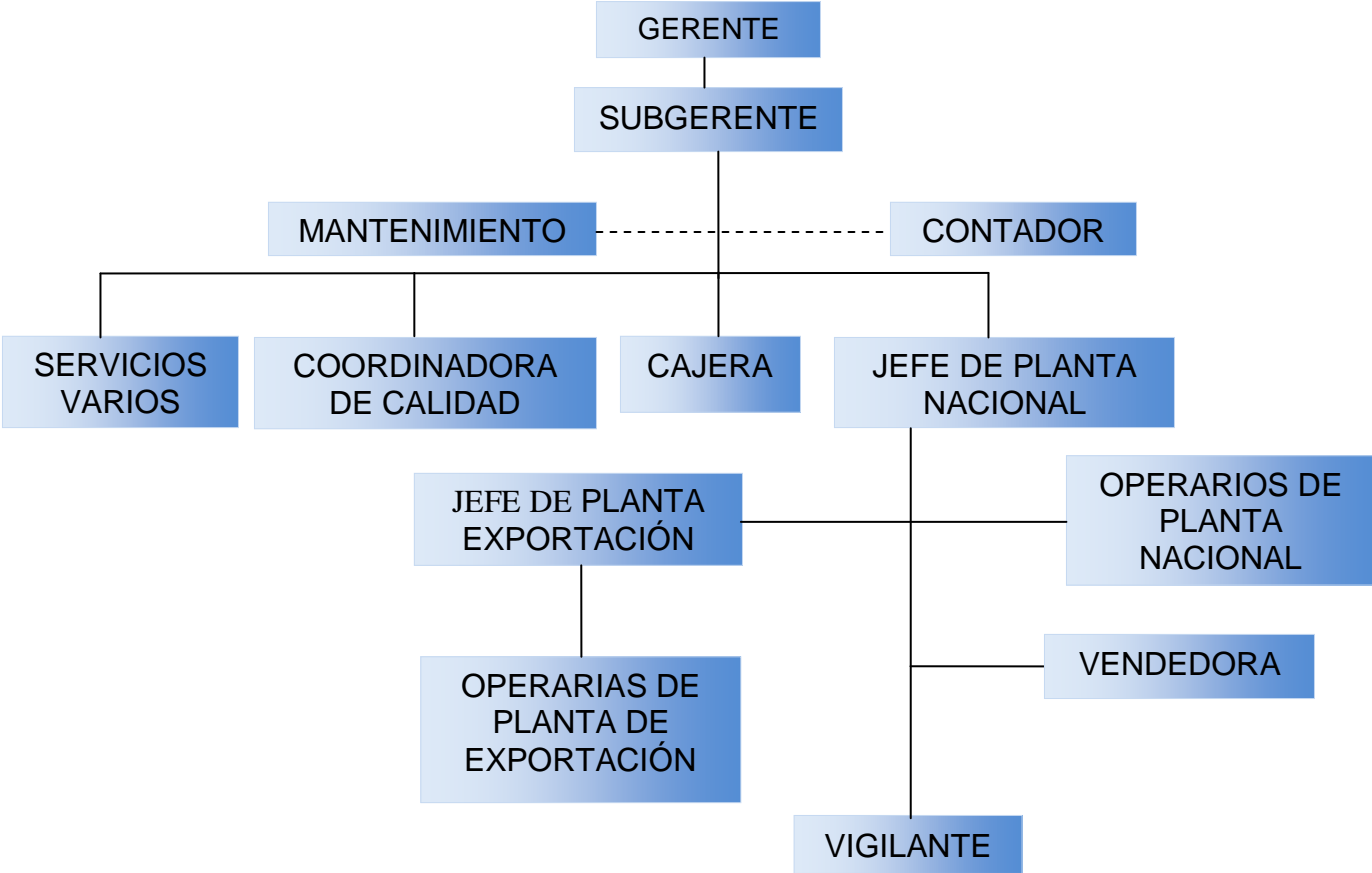 GERENTE
SUBGERENTE
MANTENIMIENTO
CONTADOR
SERVICIOS
VARIOS
COORDINADORA
DE CALIDAD
CAJERA
JEFE DE PLANTA
NACIONAL
JEFE DE PLANTA
EXPORTACIÓN
OPERARIOS DE
PLANTA
NACIONAL
OPERARIAS DE
PLANTA DE
EXPORTACIÓN
VENDEDORA
VIGILANTE